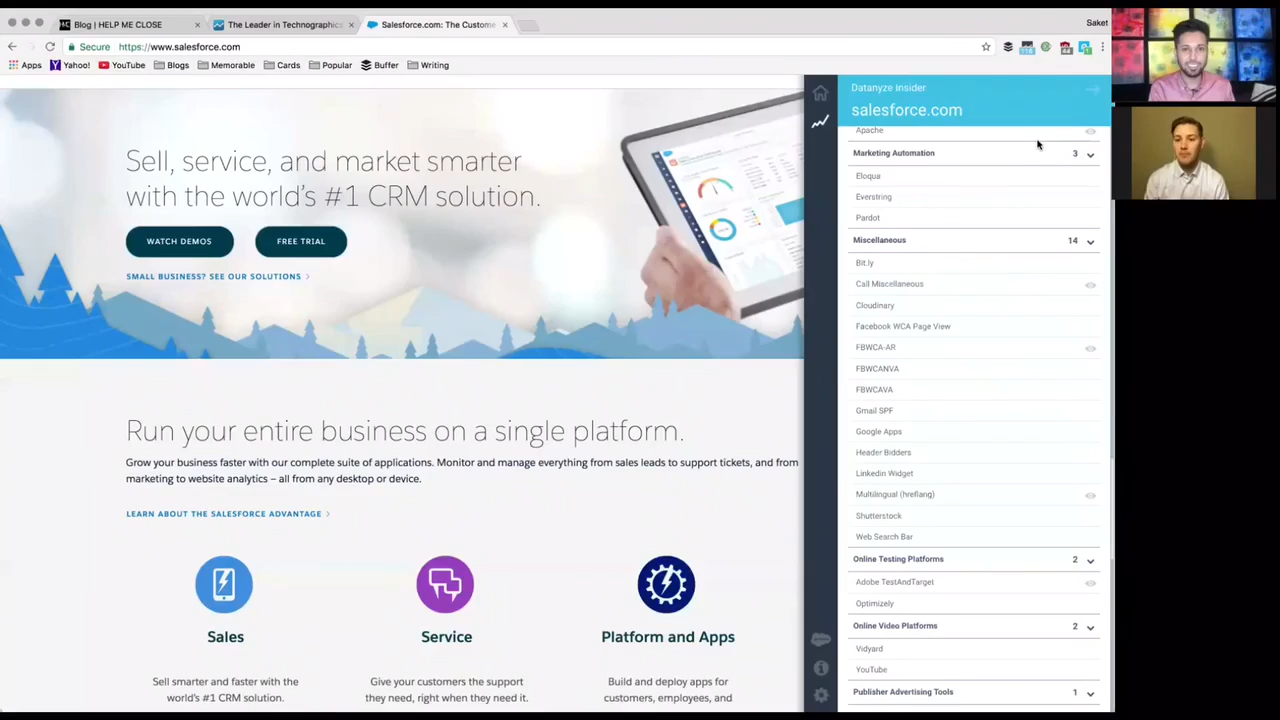 Blog | HELP ME CLOSE
The Leader in Technographics
Salesforce.com: The Custome
Saket
Secure
https://www.salesforce.com
Apps
Yahoo!
YouTube
Blogs
Memorable
Cards
Popular
Buffer
Writing
Sell, service, and market smarter
with the world's #1 CRM solution.
WATCH DEMOS
FREE TRIAL
SMALL BUSINESS? SEE OUR SOLUTIONS >
Run your entire business on a single platform.
Grow your business faster with our complete suite of applications. Monitor and manage everything from sales leads to support tickets, and from
marketing to website analytics – all from any desktop or device.
LEARN ABOUT THE SALESFORCE ADVANTAGE >
Sales
Sell smarter and faster with the
world's #1 CRM solution.
Service
Give your customers the support
they need, right when they need it.
Platform and Apps
Build and deploy apps for
customers, employees, and
Datanyze Insider
salesforce.com
Apache
Marketing Automation 3
Eloqua
Everstring
Pardot
Miscellaneous 14
Bit.ly
Call Miscellaneous
Cloudinary
Facebook WCA Page View
FBWCA-AR
FBWCANVA
FBWCAVA
Gmail SPF
Google Apps
Header Bidders
Linkedin Widget
Multilingual (hreflang)
Shutterstock
Web Search Bar
Online Testing Platforms 2
Adobe TestAndTarget
Optimizely
Online Video Platforms 2
Vidyard
YouTube
Publisher Advertising Tools 1